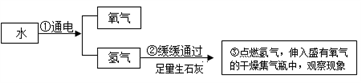 水
①通电
氧气
氢气
②缓缓通过
足量生石灰
③点燃氢气，伸入盛有氧气
的干燥集气瓶中，观察现象